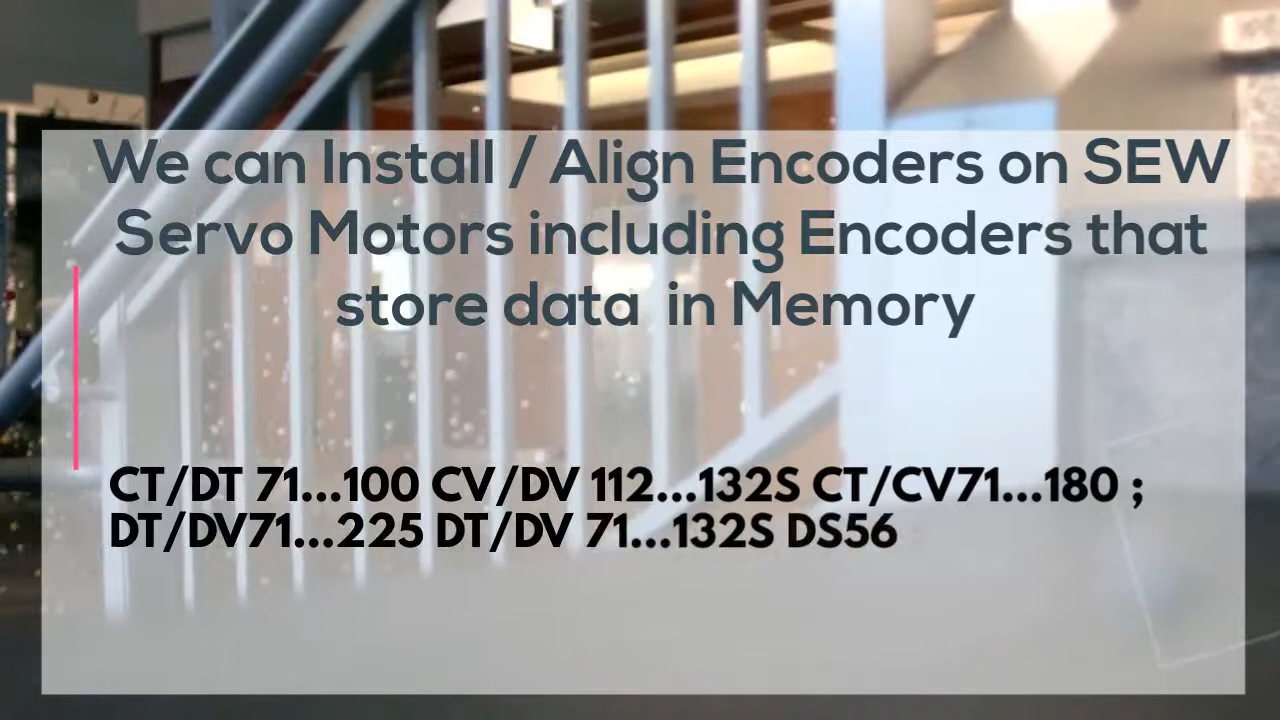 We can Install / Align Encoders on SEW
Servo Motors including Encoders that
store data in Memory
CT/DT 71...100 CV/DV 112...132S CT/CV71...180 ;
DT/DV71...225 DT/DV 71...132S DS56